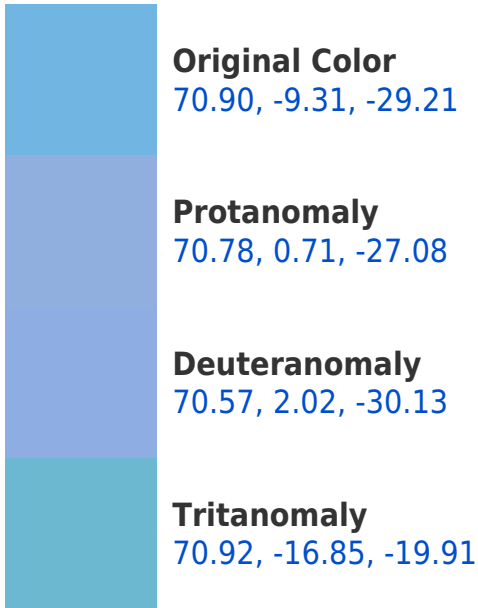 Original Color
70.90, -9.31, -29.21
Protanomaly
70.78, 0.71, -27.08
Deuteranomaly
70.57, 2.02, -30.13
Tritanomaly
70.92, -16.85, -19.91